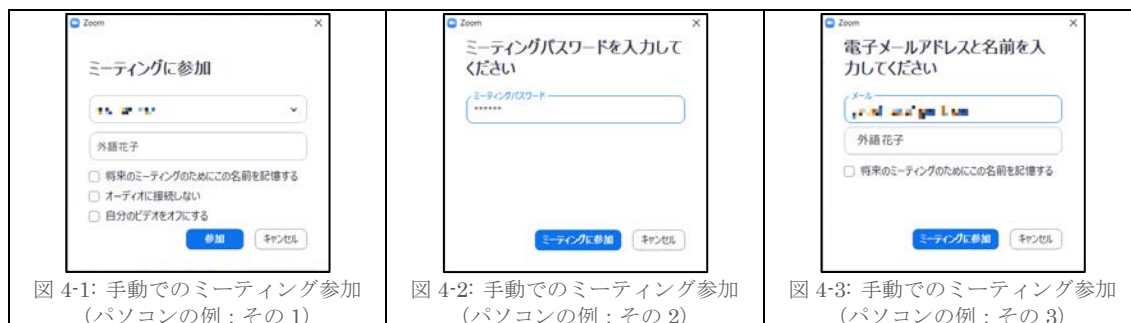 Zoom
ミーティングに参加
外語花子
将来のミーティングのためにこの名前を記憶する
オーディオに接続しない
自分のビデオをオフにする
参加 キャンセル
図 4-1: 手動でのミーティング参加
(パソコンの例:その 1)
Zoom
ミーティングパスワードを入力して
ください
ミーティングパスワード
******
ミーティングに参加 キャンセル
図 4-2: 手動でのミーティング参加
(パソコンの例:その 2)
Zoom
電子メールアドレスと名前を入
力してください
メール
外語花子
将来のミーティングのためにこの名前を記憶する
ミーティングに参加 キャンセル
図 4-3: 手動でのミーティング参加
(パソコンの例:その 3)